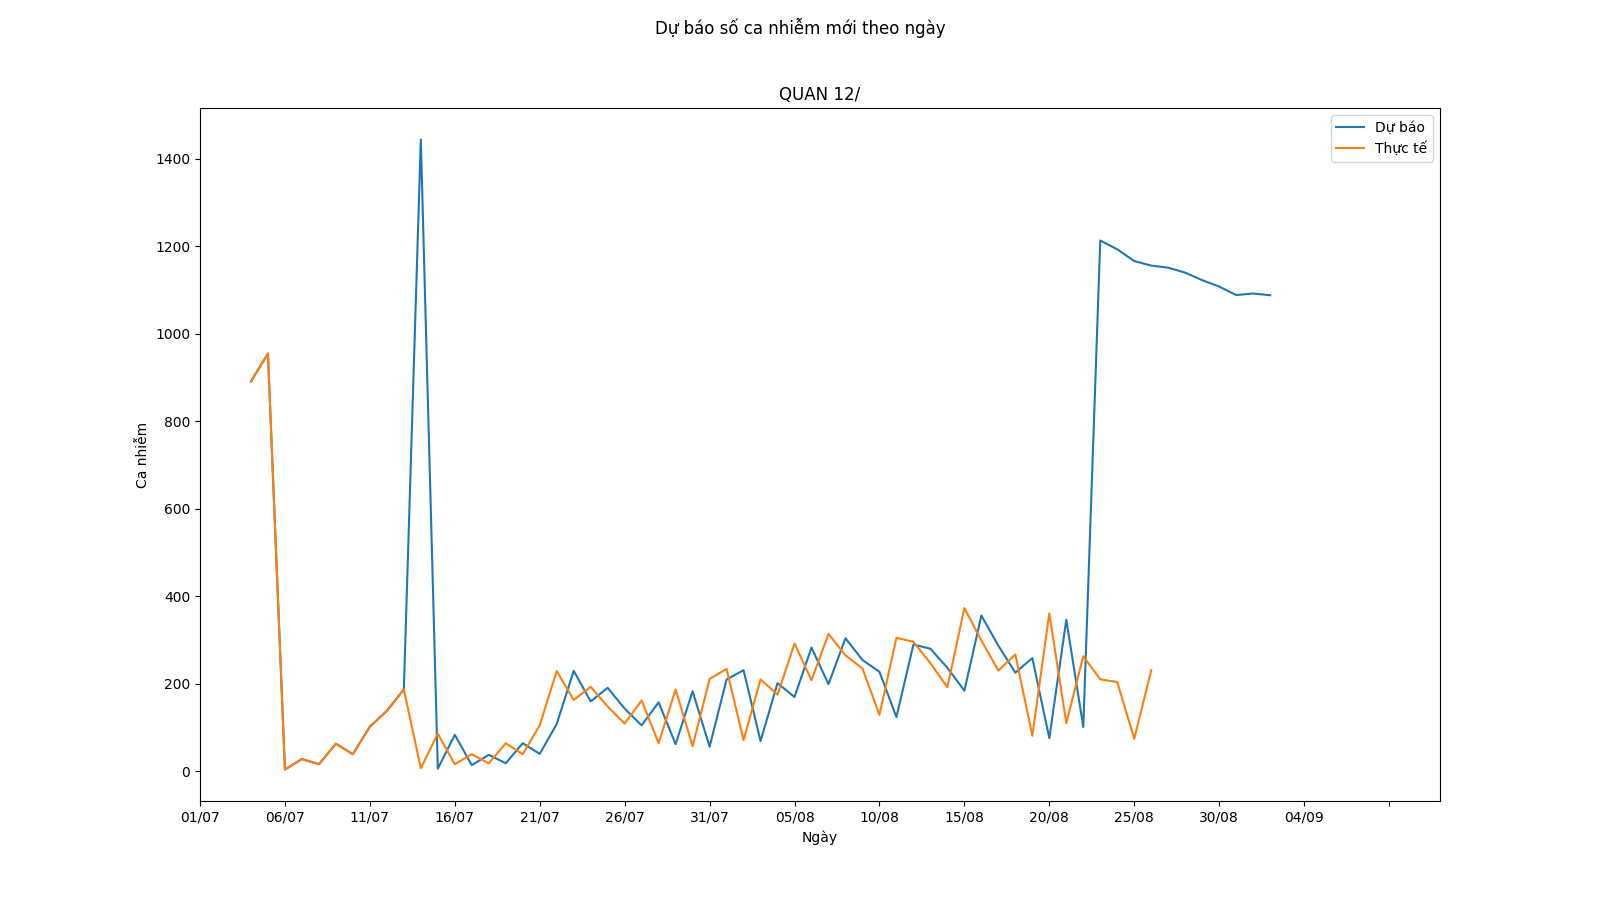 Dự báo số ca nhiễm mới theo ngày
QUAN 12/
Dự báo
Thực tế
1400
1200
1000
800
600
400
200
0
Ca nhiễm
01/07 06/07 11/07 16/07 21/07 26/07 31/07 05/08 10/08 15/08 20/08 25/08 30/08 04/09
Ngày